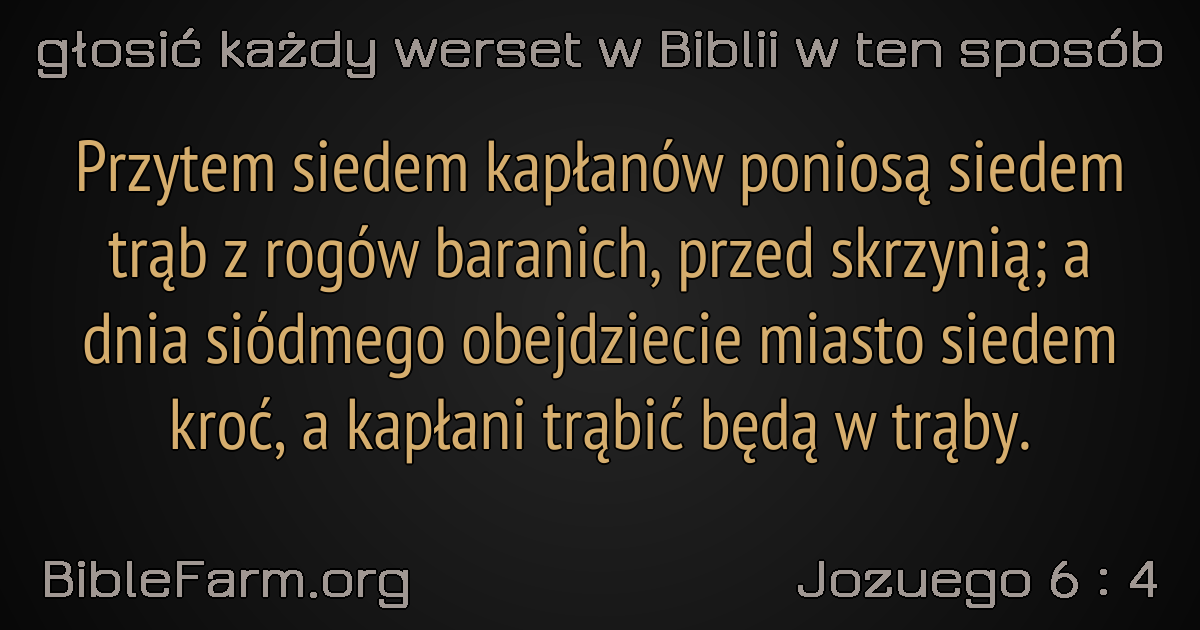 głosić każdy werset w Biblii w ten sposób
Przytem siedem kapłanów poniosą siedem
trąb z rogów baranich, przed skrzynią; a
dnia siódmego obejdziecie miasto siedem
kroć, a kapłani trąbić będą w trąby.
BibleFarm.org
Jozuego 6 : 4